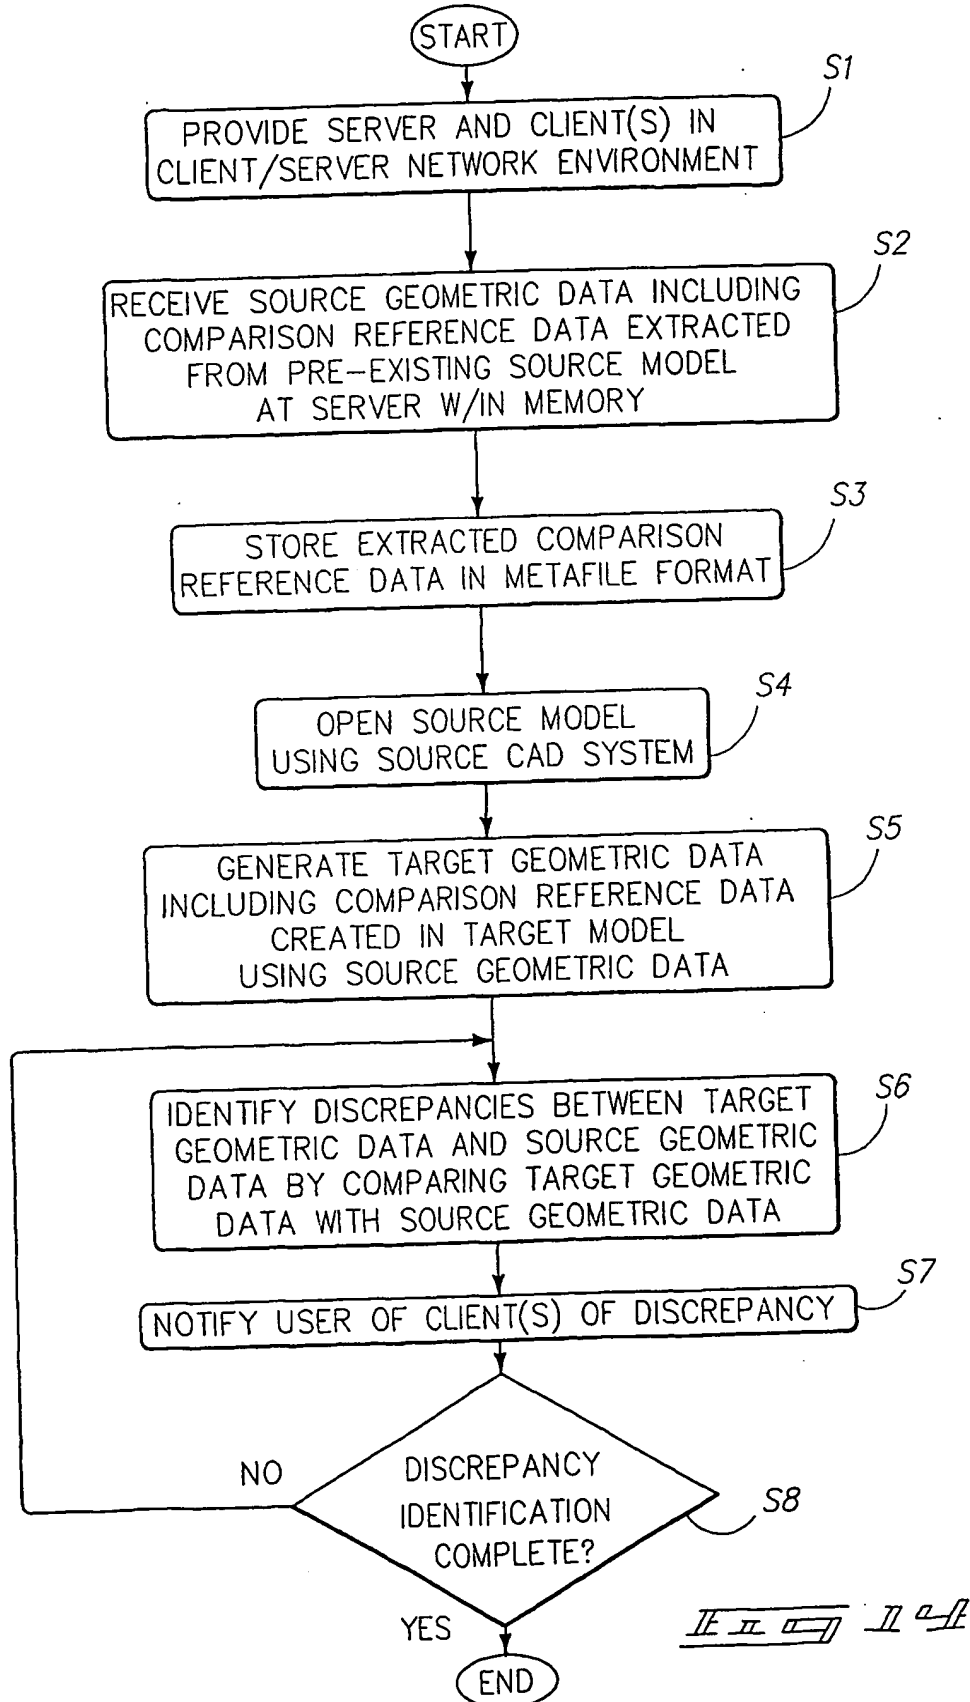 START
S1
PROVIDE SERVER AND CLIENT(S) IN
CLIENT/SERVER NETWORK ENVIRONMENT
S2
RECEIVE SOURCE GEOMETRIC DATA INCLUDING
COMPARISON REFERENCE DATA EXTRACTED
FROM PRE-EXISTING SOURCE MODEL
AT SERVER W/IN MEMORY
S3
STORE EXTRACTED COMPARISON
REFERENCE DATA IN METAFILE FORMAT
S4
OPEN SOURCE MODEL
USING SOURCE CAD SYSTEM
S5
GENERATE TARGET GEOMETRIC DATA
INCLUDING COMPARISON REFERENCE DATA
CREATED IN TARGET MODEL
USING SOURCE GEOMETRIC DATA
S6
IDENTIFY DISCREPANCIES BETWEEN TARGET
GEOMETRIC DATA AND SOURCE GEOMETRIC
DATA BY COMPARING TARGET GEOMETRIC
DATA WITH SOURCE GEOMETRIC DATA
S7
NOTIFY USER OF CLIENT(S) OF DISCREPANCY
NO
DISCREPANCY
IDENTIFICATION
COMPLETE?
S8
YES
END
FIG 14